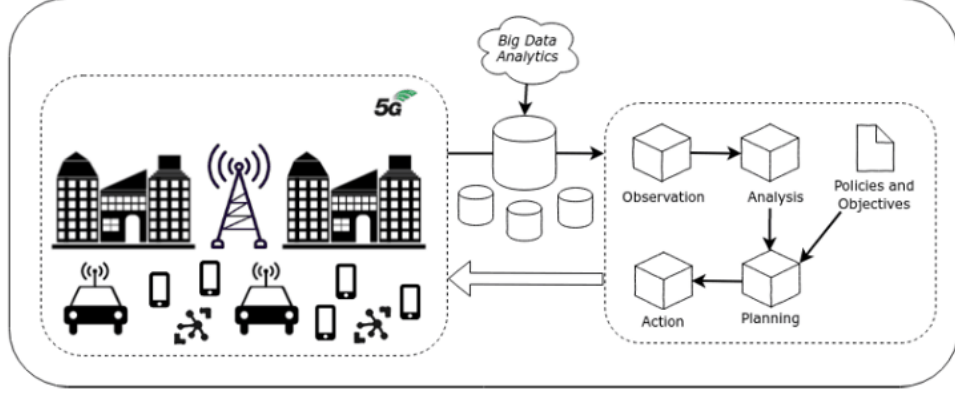 Big Data
Analytics
5G
Observation
Analysis
Policies and
Objectives
Action
Planning